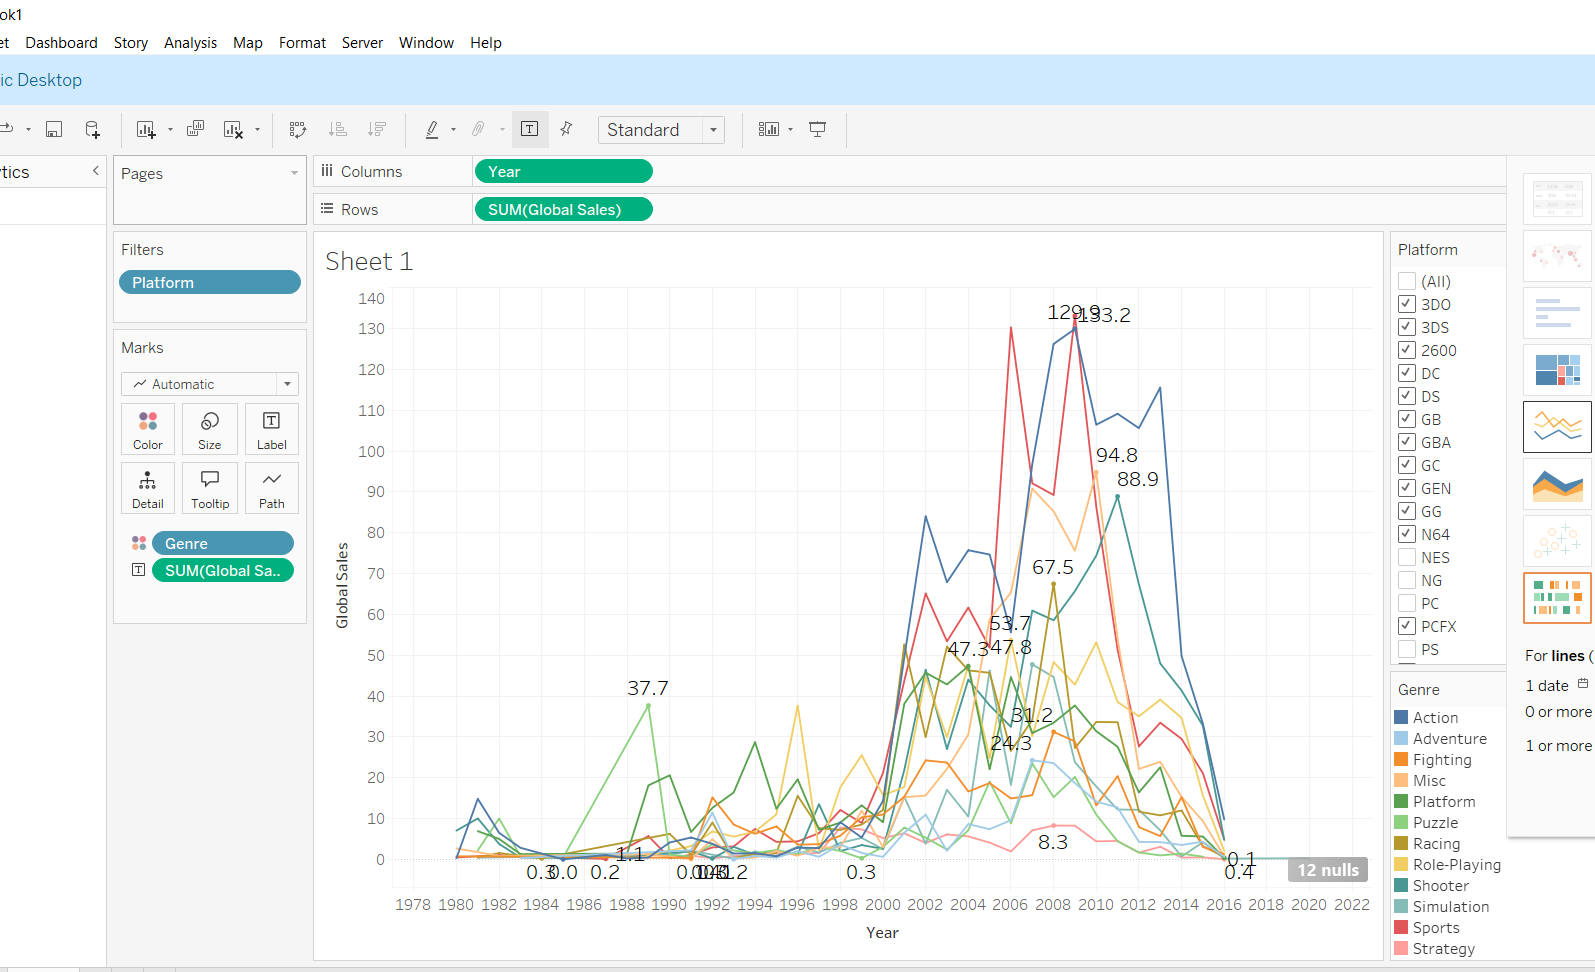 ok1
et Dashboard Story Analysis Map Format Server Window Help
ic Desktop
Standard
tics
Pages
Columns Year
Rows SUM(Global Sales)
Filters
Platform
Marks
Automatic
Color Size Label
Detail Tooltip Path
Genre
SUM(Global Sa..
Sheet 1
140
130
120
110
100
90
80
70
60
50
40
30
20
10
0
Global Sales
129.9
133.2
94.8
88.9
67.5
53.7
47.3
47.8
37.7
31.2
24.3
8.3
1.1
0.3
0.0
0.2
0.3
0.1
0.4
12 nulls
1978 1980 1982 1984 1986 1988 1990 1992 1994 1996 1998 2000 2002 2004 2006 2008 2010 2012 2014 2016 2018 2020 2022
Year
Platform
(All)
3DO
3DS
2600
DC
DS
GB
GBA
GC
GEN
GG
N64
NES
NG
PC
PCFX
PS
Genre
Action
Adventure
Fighting
Misc
Platform
Puzzle
Racing
Role-Playing
Shooter
Simulation
Sports
Strategy
For lines (
1 date
0 or more
1 or more